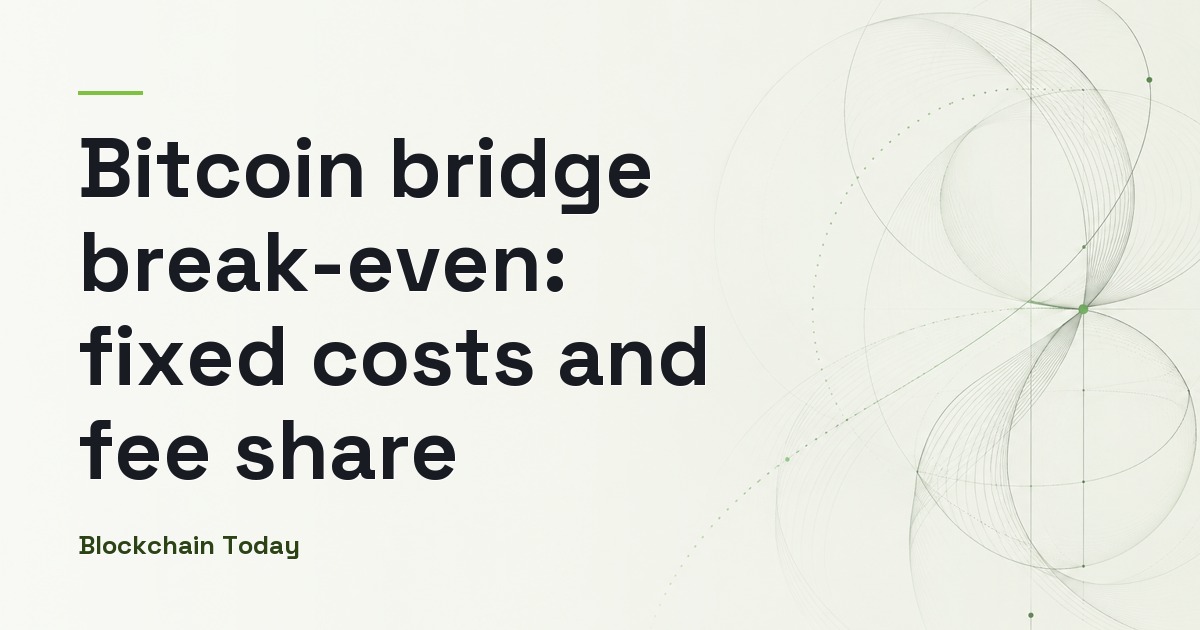 Bitcoin bridge
break-even:
fixed costs and
fee share
Blockchain Today